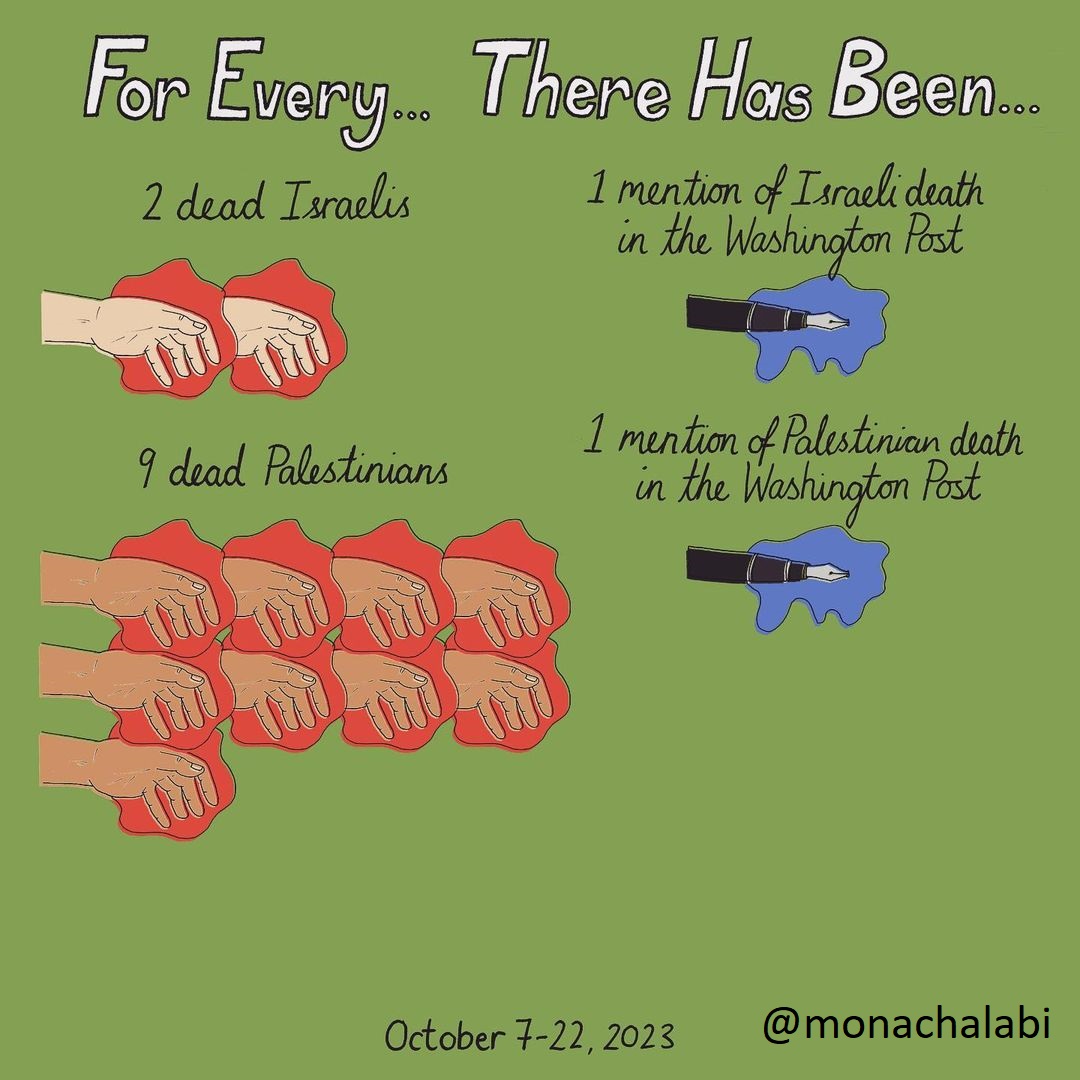 For Every... There Has Been...
2 dead Israelis
1 mention of Israeli death
in the Washington Post
9 dead Palestinians
1 mention of Palestinian death
in the Washington Post
October 7-22, 2023
@monachalabi